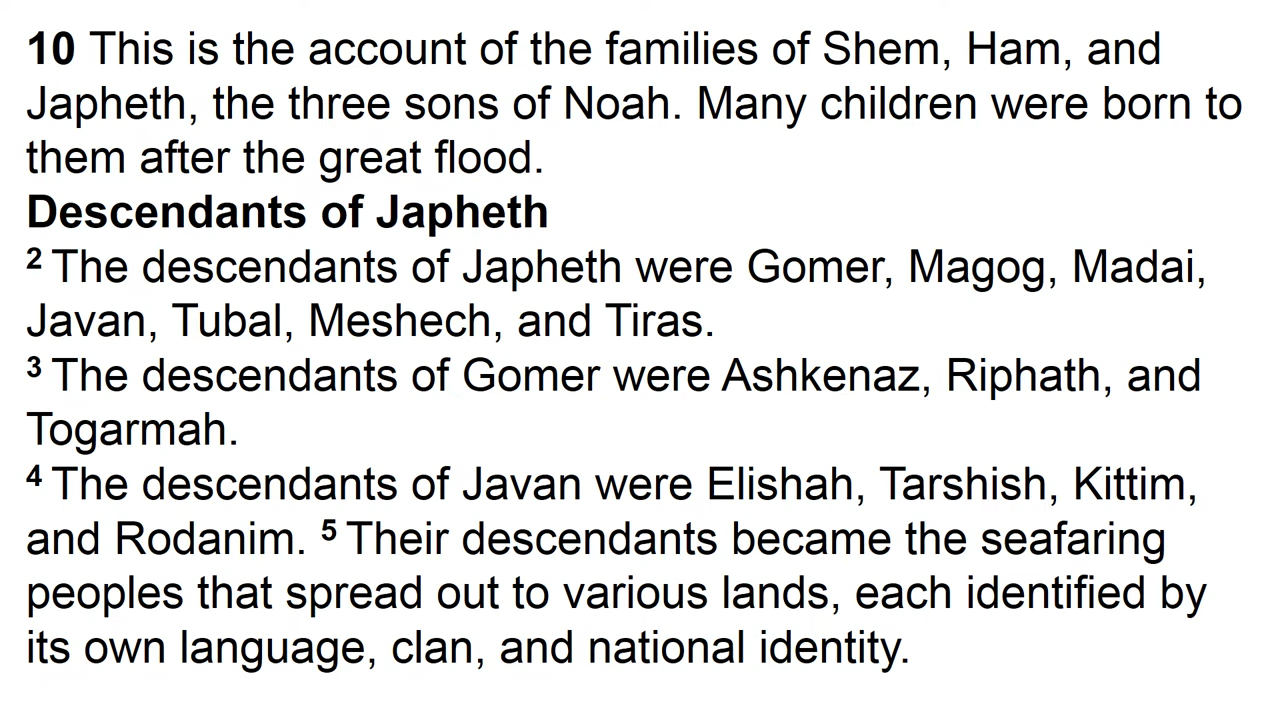 10 This is the account of the families of Shem, Ham, and
Japheth, the three sons of Noah. Many children were born to
them after the great flood.
Descendants of Japheth
2 The descendants of Japheth were Gomer, Magog, Madai,
Javan, Tubal, Meshech, and Tiras.
3 The descendants of Gomer were Ashkenaz, Riphath, and
Togarmah.
4 The descendants of Javan were Elishah, Tarshish, Kittim,
and Rodanim. 5 Their descendants became the seafaring
peoples that spread out to various lands, each identified by
its own language, clan, and national identity.